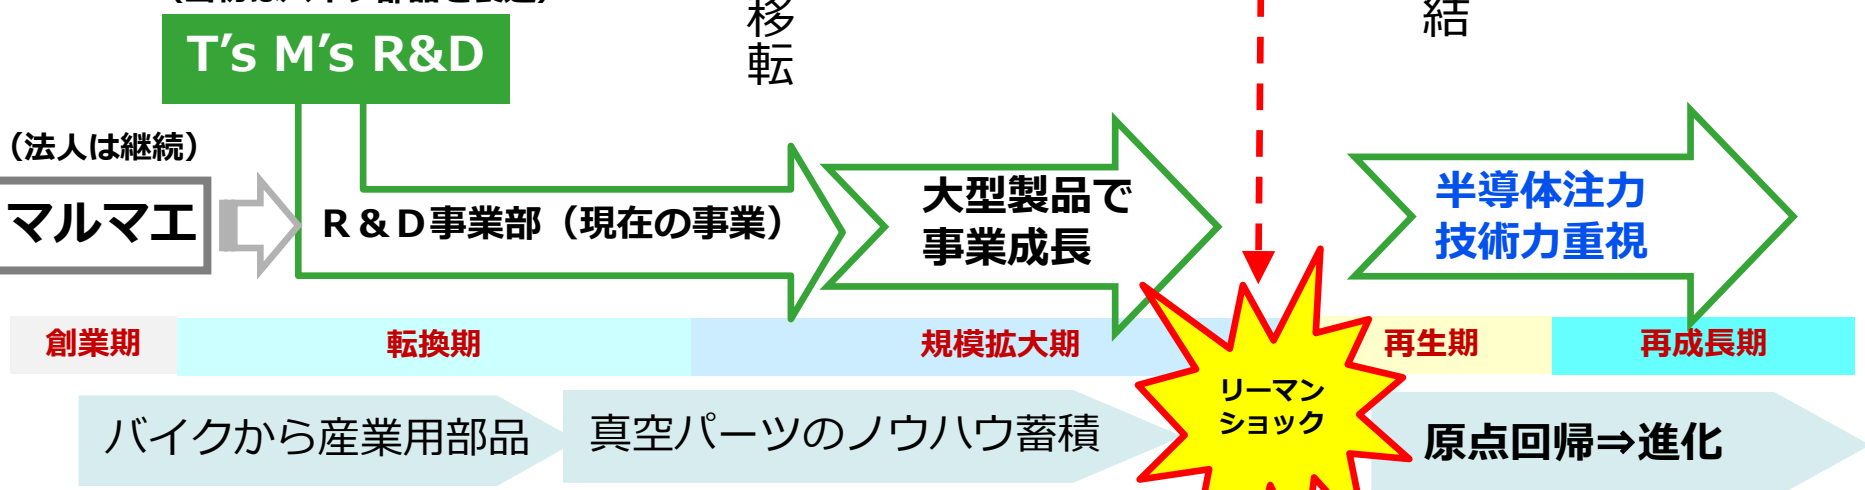 T’s M’s R&D
移転
結
（法人は継続）
マルマエ
Ｒ＆Ｄ事業部（現在の事業）
大型製品で
事業成長
半導体注力
技術力重視
創業期
転換期
規模拡大期
再生期
再成長期
リーマン
ショック
バイクから産業用部品
真空パーツのノウハウ蓄積
原点回帰⇒進化